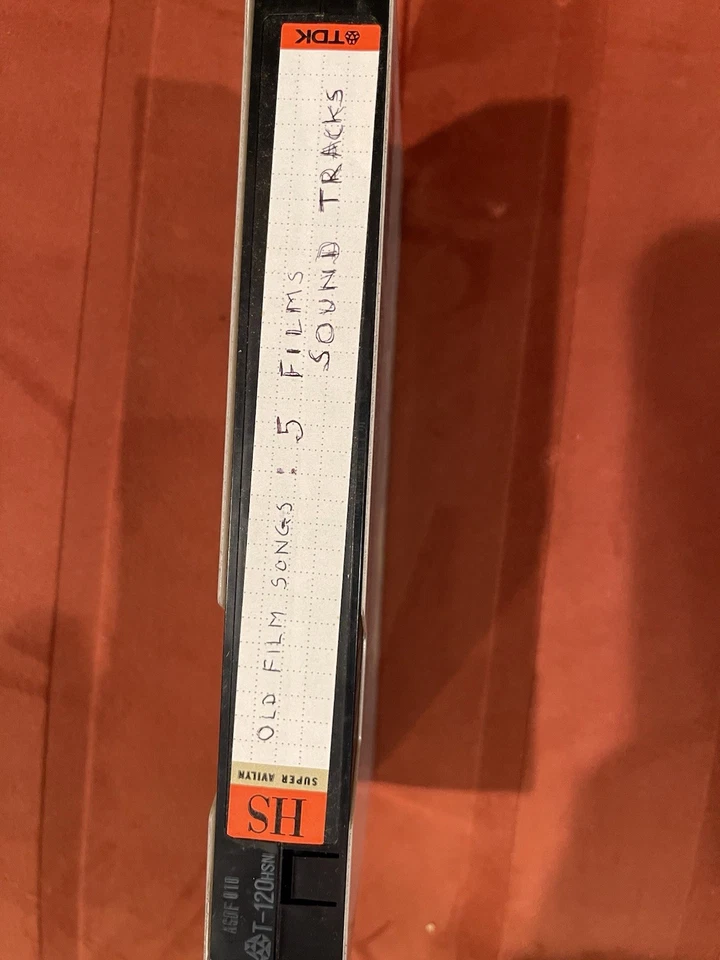 TDK
OLD FILM SONGS : 5 FILMS
SOUND TRACKS
SUPER AVILYN
HS
T-120HSN